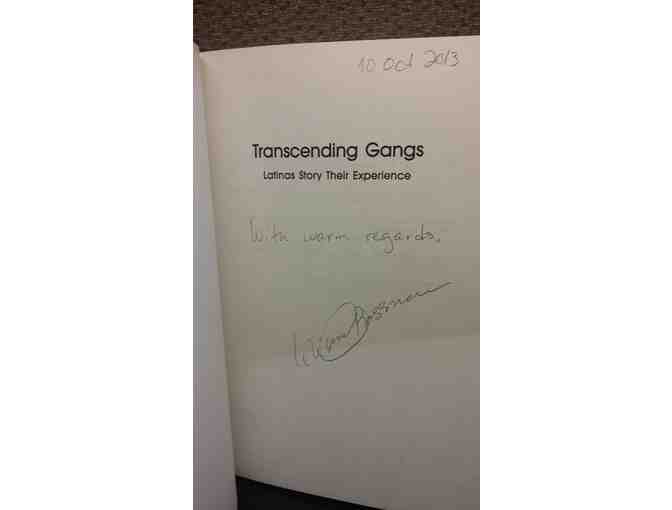 10 Oct 2013
Transcending Gangs
Latinas Story Their Experience
With warm regards,